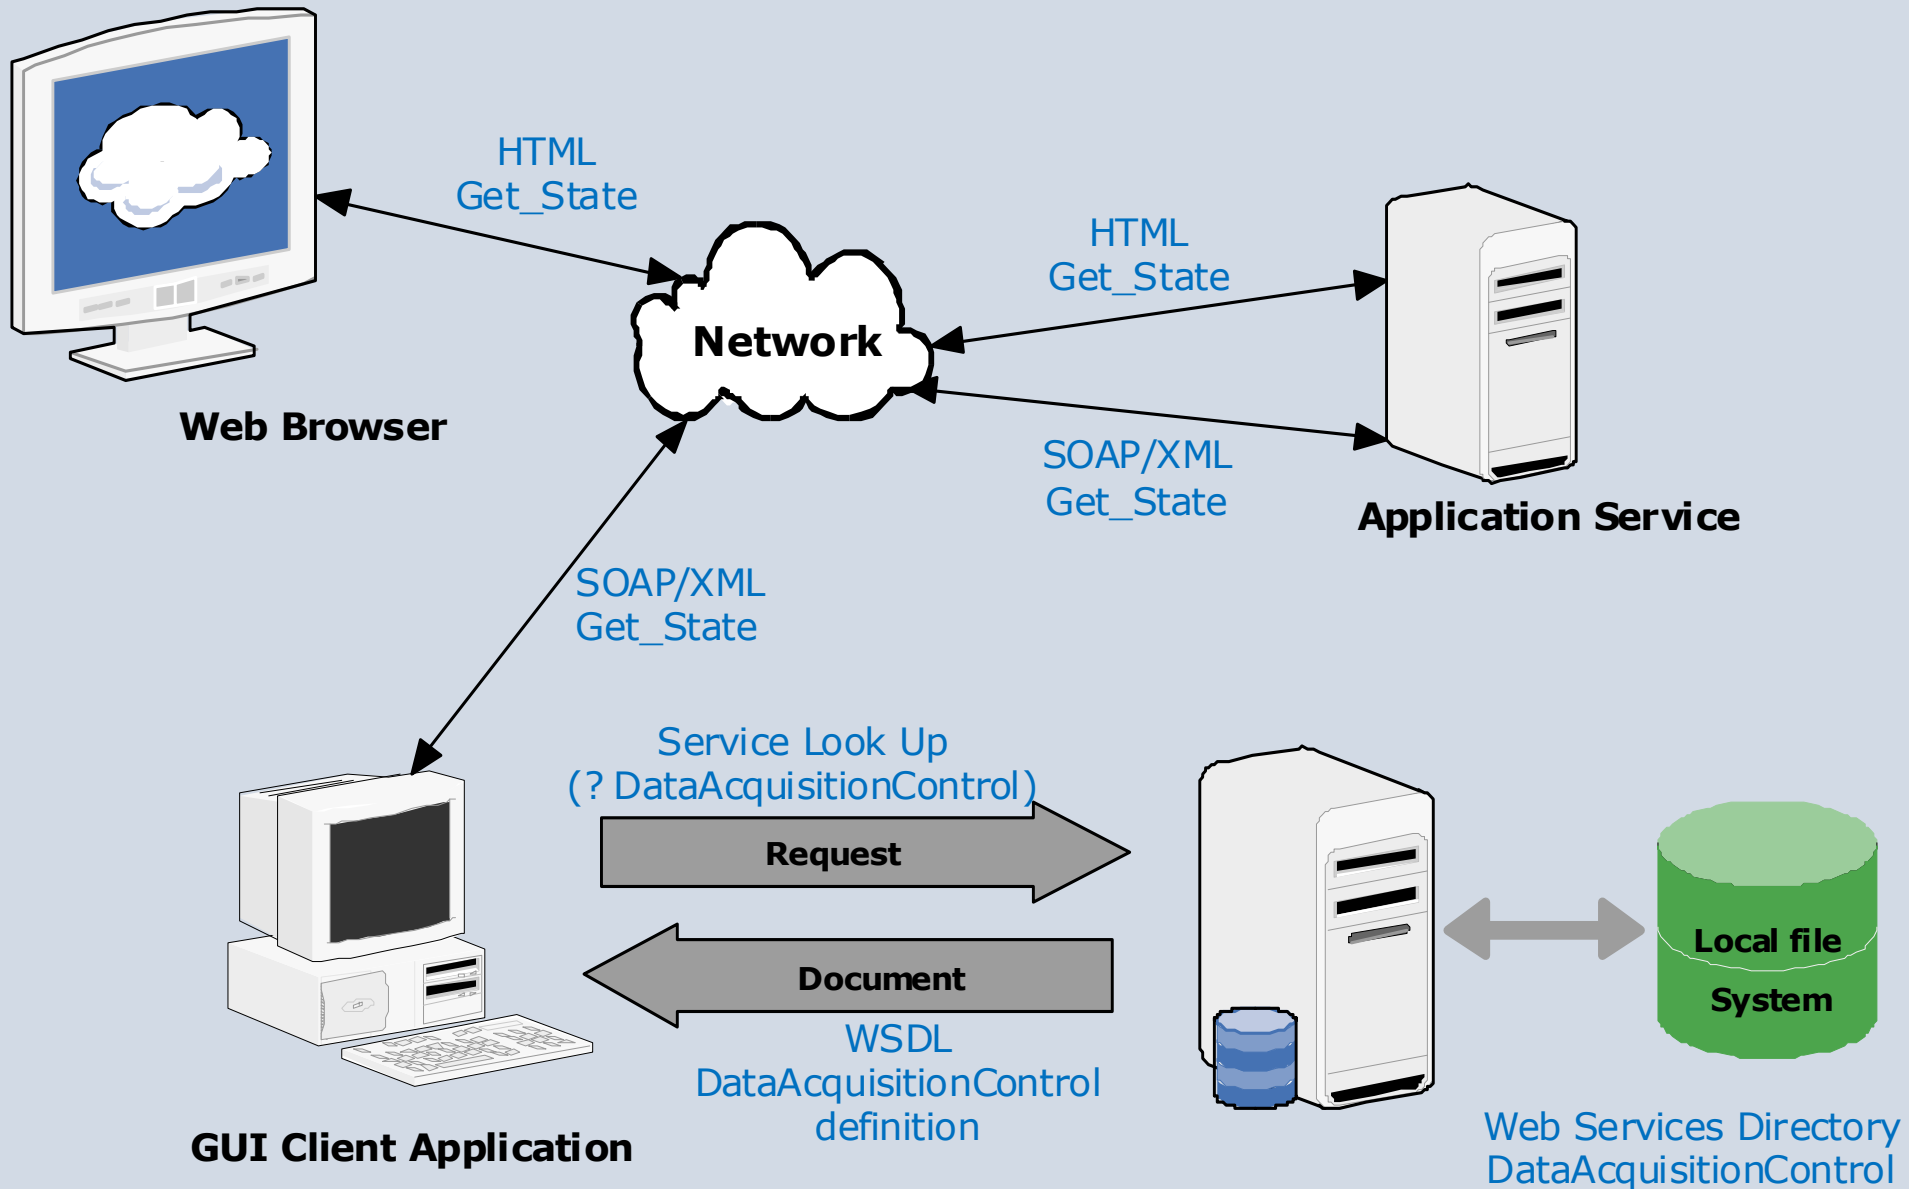 HTML
Get_State
HTML
Get_State
Network
Web Browser
SOAP/XML
Get_State
Application Service
SOAP/XML
Get_State
Service Look Up
(? DataAcquisitionControl)
Request
Document
WSDL
DataAcquisitionControl
definition
Local file
System
GUI Client Application
Web Services Directory
DataAcquisitionControl